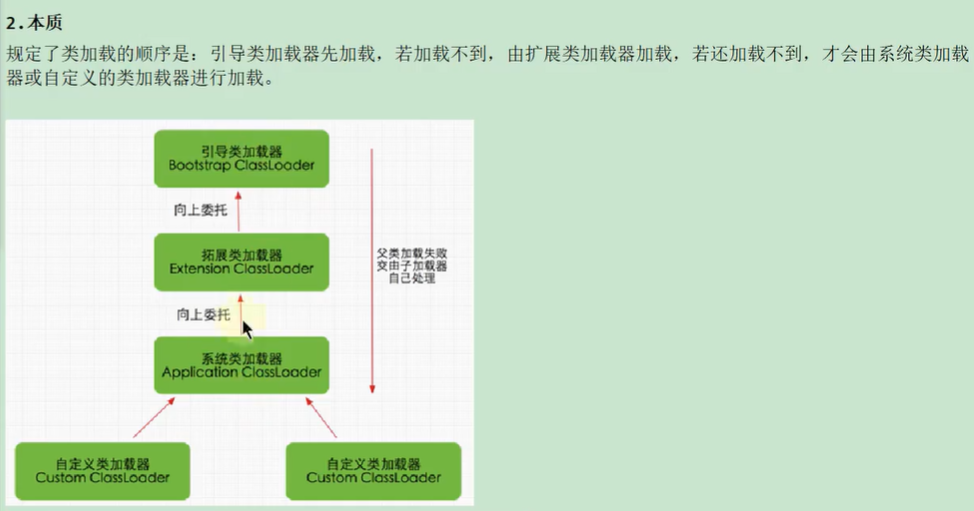 2.本质
规定了类加载的顺序是：引导类加载器先加载，若加载不到，由扩展类加载器加载，若还加载不到，才会由系统类加载
器或自定义的类加载器进行加载。
引导类加载器
Bootstrap ClassLoader
向上委托
拓展类加载器
Extension ClassLoader
父类加载失败
交由子加载器
自己处理
向上委托
系统类加载器
Application ClassLoader
自定义类加载器
Custom ClassLoader
自定义类加载器
Custom ClassLoader